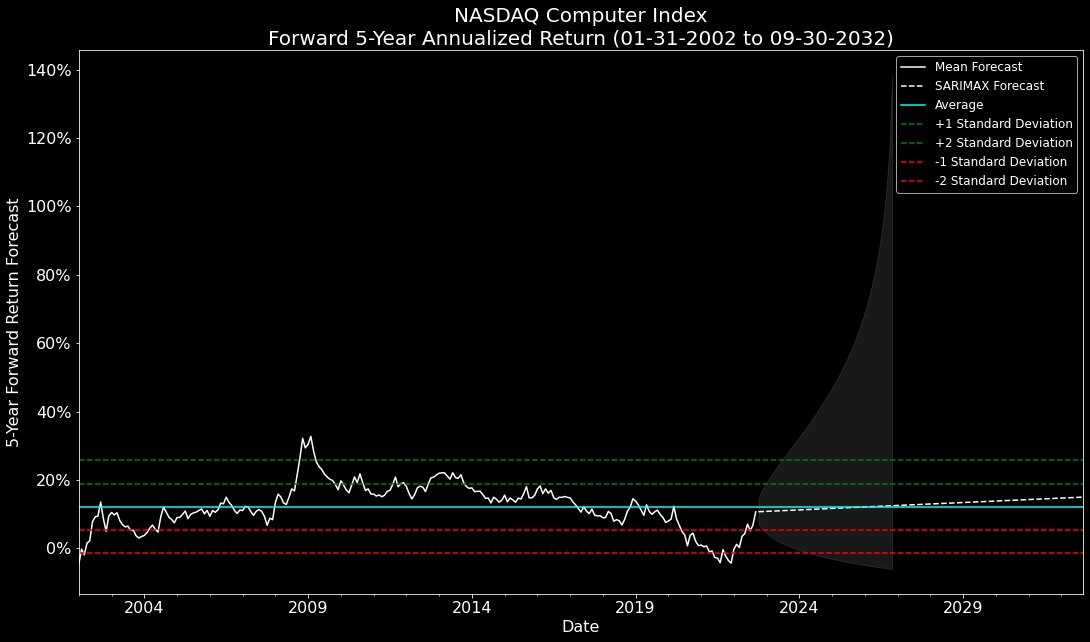 NASDAQ Computer Index
Forward 5-Year Annualized Return (01-31-2002 to 09-30-2032)
140%
120%
100%
80%
60%
40%
20%
0%
5-Year Forward Return Forecast
Mean Forecast
SARIMAX Forecast
Average
+1 Standard Deviation
+2 Standard Deviation
-1 Standard Deviation
-2 Standard Deviation
2004
2009
2014
2019
2024
2029
Date